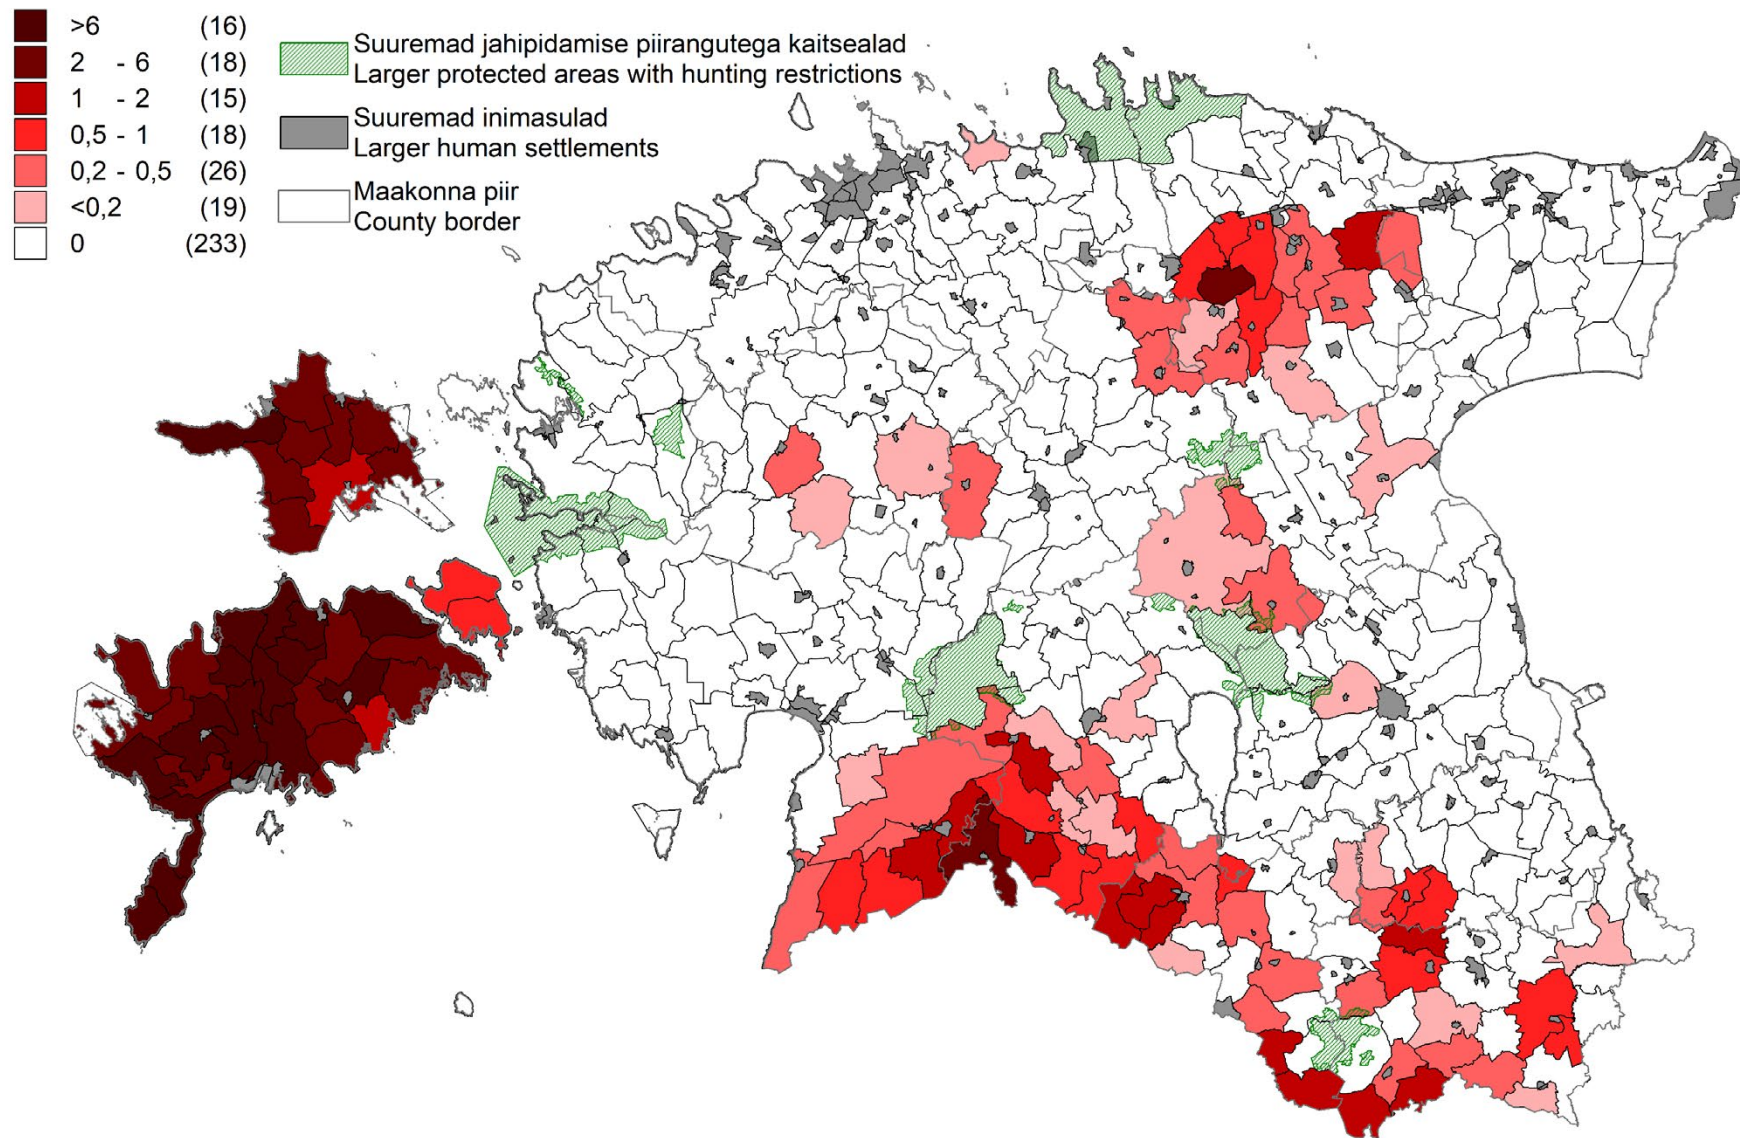 >6 (16)
2 - 6 (18)
1 - 2 (15)
0,5 - 1 (18)
0,2 - 0,5 (26)
<0,2 (19)
0 (233)
Suuremad jahipidamise piirangutega kaitsealad
Larger protected areas with hunting restrictions
Suuremad inimasulad
Larger human settlements
Maakonna piir
County border